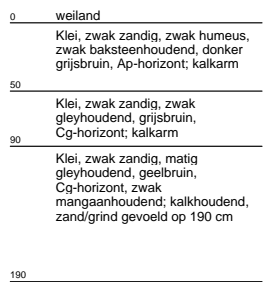 0 weiland
Klei, zwak zandig, zwak humeus,
zwak baksteenhoudend, donker
grijsbruin, Ap-horizont; kalkarm
50
Klei, zwak zandig, zwak
gleyhoudend, grijsbruin,
Cg-horizont; kalkarm
90
Klei, zwak zandig, matig
gleyhoudend, geelbruin,
Cg-horizont, zwak
mangaanhoudend; kalkhoudend,
zand/grind gevoeld op 190 cm
190